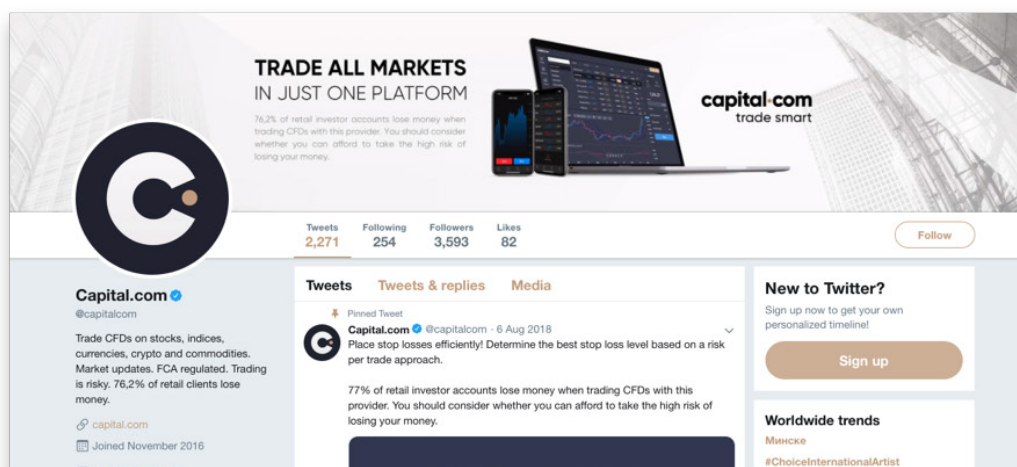 TRADE ALL MARKETS
IN JUST ONE PLATFORM
76,2% of retail investor accounts lose money when
trading CFDs with this provider. You should consider
whether you can afford to take the high risk of
losing your money.
capital.com
trade smart
Tweets
2,271
Following
254
Followers
3,593
Likes
82
Follow
Capital.com
@capitalcom
Trade CFDs on stocks, indices,
currencies, crypto and commodities.
Market updates. FCA regulated. Trading
is risky. 76,2% of retail clients lose
money.
capital.com
Joined November 2016
Tweets Tweets & replies Media
Pinned Tweet
Capital.com @capitalcom · 6 Aug 2018
Place stop losses efficiently! Determine the best stop loss level based on a risk
per trade approach.
77% of retail investor accounts lose money when trading CFDs with this
provider. You should consider whether you can afford to take the high risk of
losing your money.
New to Twitter?
Sign up now to get your own
personalized timeline!
Sign up
Worldwide trends
Минске
#ChoiceInternationalArtist